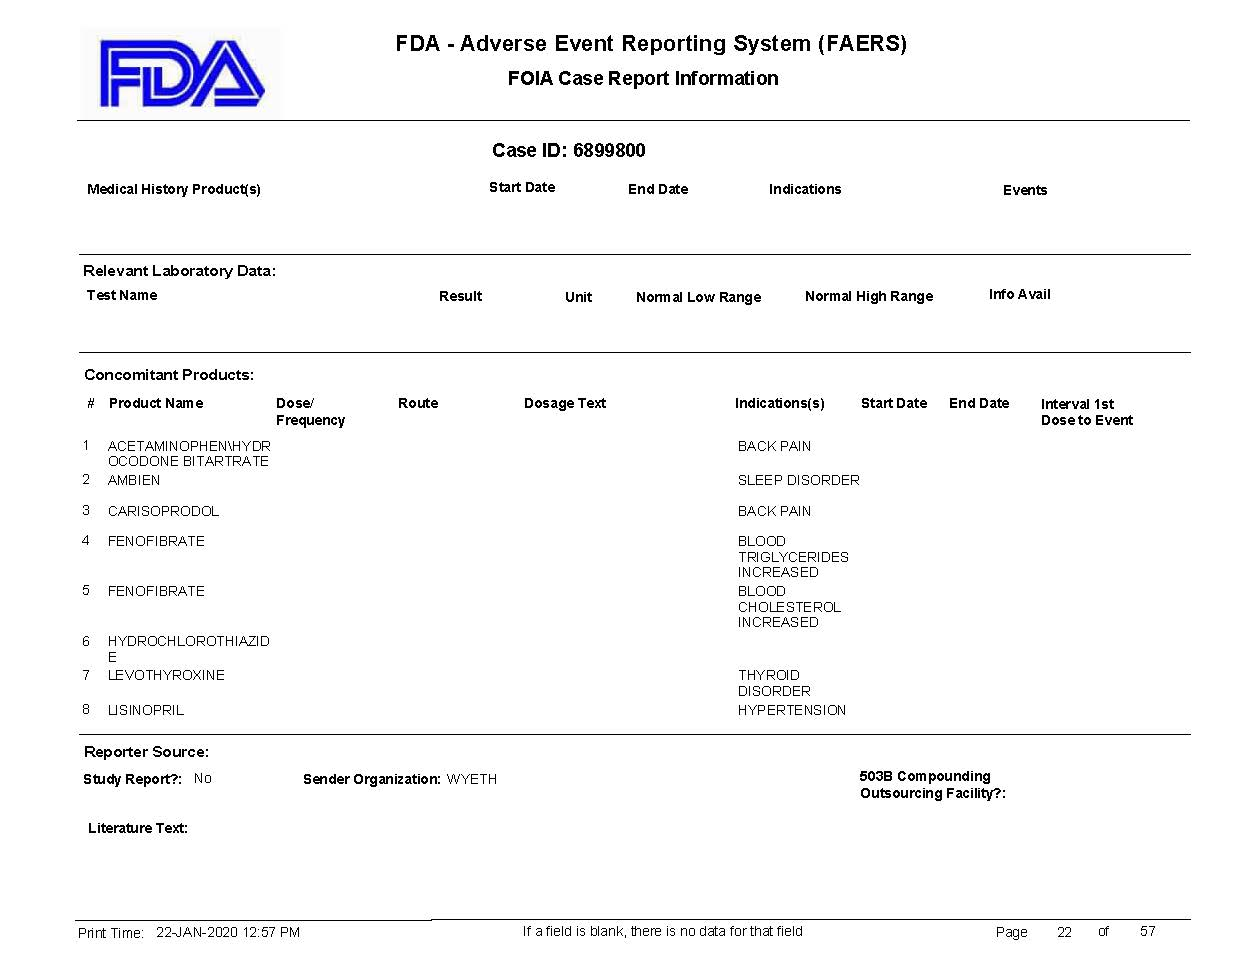 FDA
FDA - Adverse Event Reporting System (FAERS)
FOIA Case Report Information
Case ID: 6899800
Medical History Product(s) Start Date End Date Indications Events
Relevant Laboratory Data:
Test Name Result Unit Normal Low Range Normal High Range Info Avail
Concomitant Products:
# Product Name Dose/ Route Dosage Text Indications(s) Start Date End Date Interval 1st
Frequency Dose to Event
1 ACETAMINOPHEN\HYDR BACK PAIN
OCODONE BITARTRATE
2 AMBIEN SLEEP DISORDER
3 CARISOPRODOL BACK PAIN
4 FENOFIBRATE BLOOD
TRIGLYCERIDES
INCREASED
5 FENOFIBRATE BLOOD
CHOLESTEROL
INCREASED
6 HYDROCHLOROTHIAZID
E
7 LEVOTHYROXINE THYROID
DISORDER
8 LISINOPRIL HYPERTENSION
Reporter Source:
Study Report?: No Sender Organization: WYETH 503B Compounding
Outsourcing Facility?:
Literature Text:
Print Time: 22-JAN-2020 12:57 PM If a field is blank, there is no data for that field Page 22 of 57